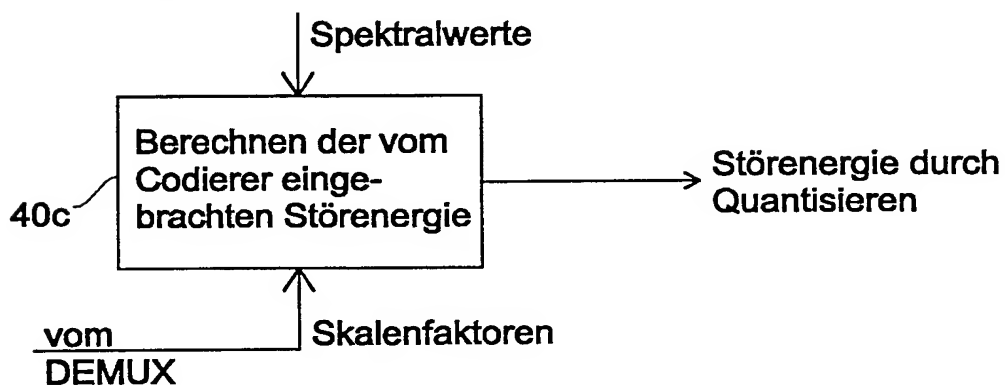 Spektralwerte
Berechnen der vom
Codierer einge-
brachten Störenergie
40c
Störenergie durch
Quantisieren
vom
DEMUX
Skalenfaktoren